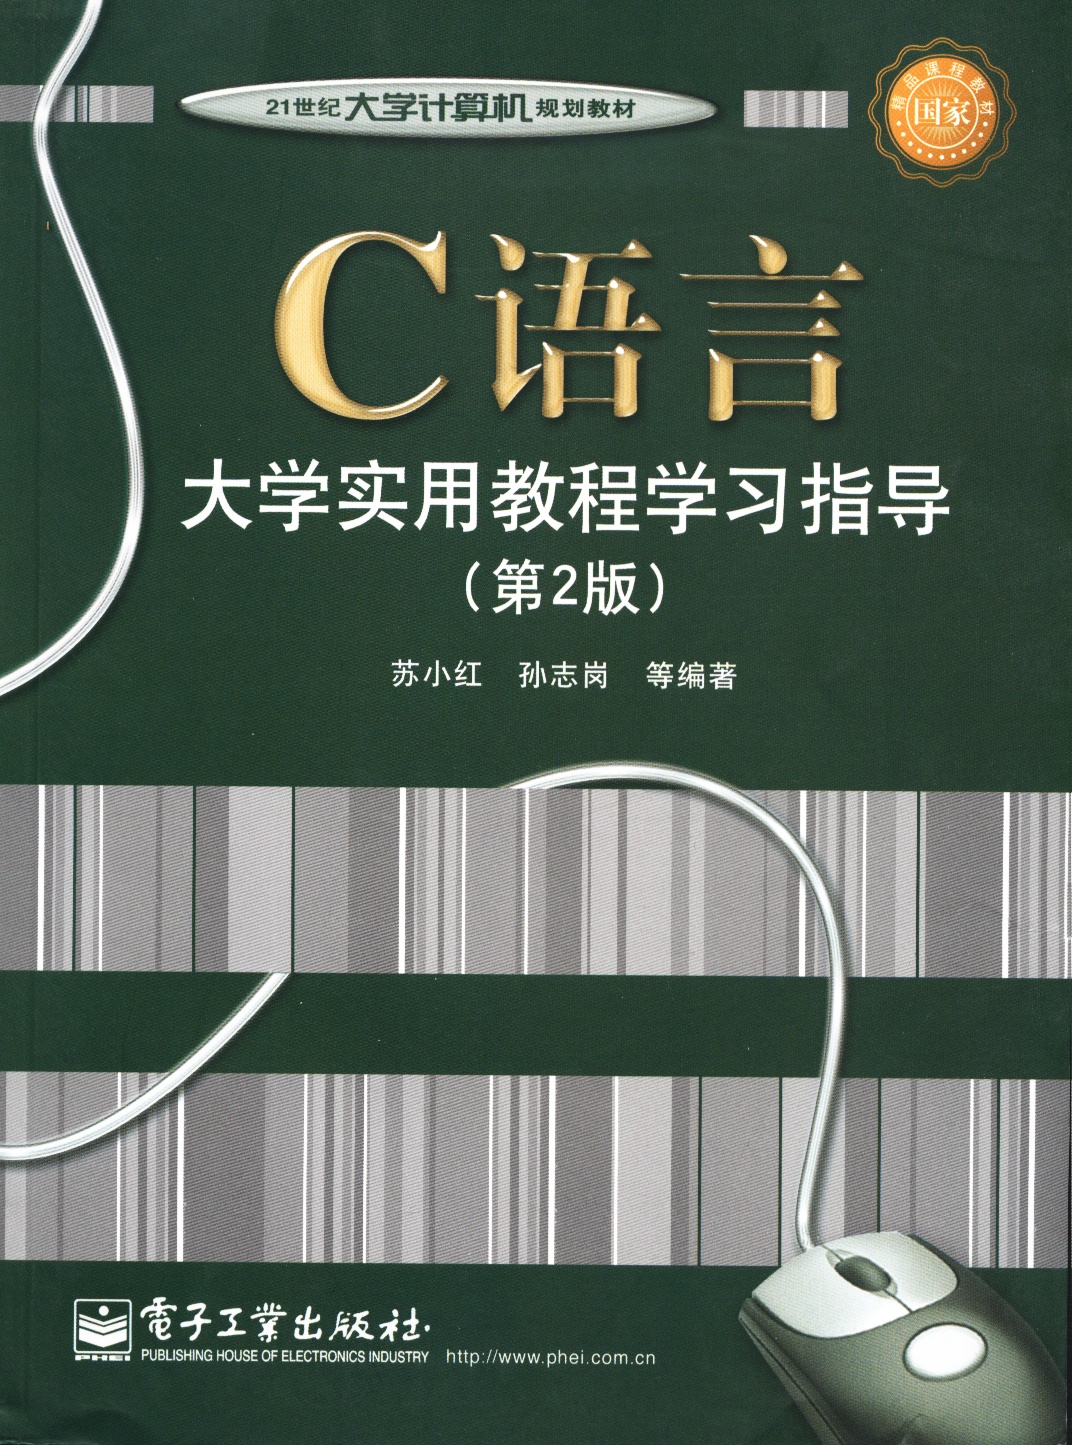 21世纪大学计算机规划教材
精品课程教材
国家
C语言
大学实用教程学习指导
（第2版）
苏小红 孙志岗 等编著
電子工業出版社.
PHEI
PUBLISHING HOUSE OF ELECTRONICS INDUSTRY http://www.phei.com.cn